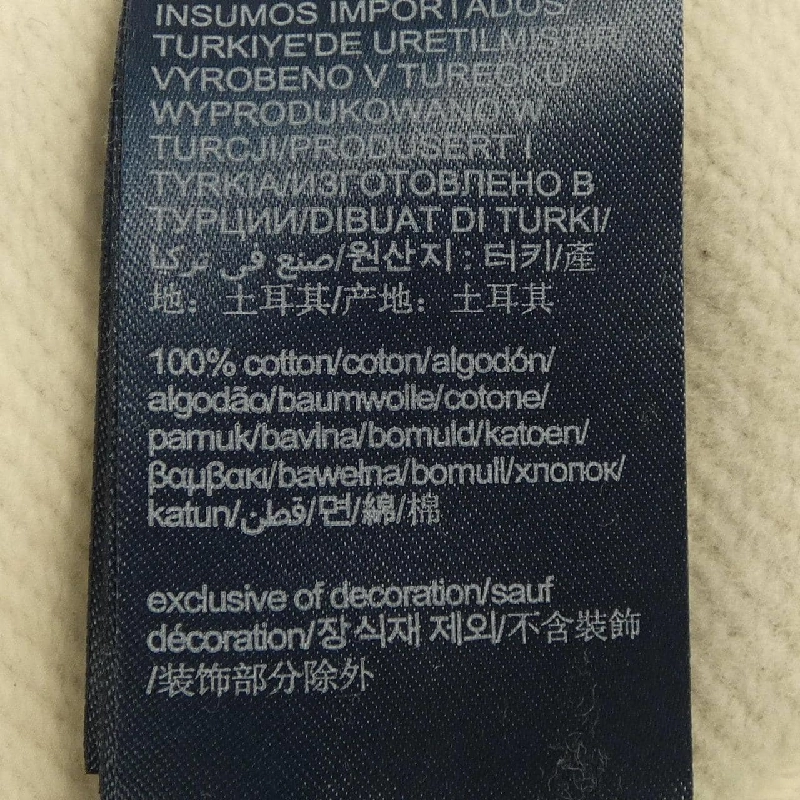 INSUMOS IMPORTADOS
TURKIYE'DE URETILMISTIR/
VYROBENO V TURECKU/
WYPRODUKOWANO W
TURCJI/PRODUSERT I
TYRKIA/ИЗГОТОВЛЕНО В
ТУРЦИИ/DIBUAT DI TURKI/
صنع في تركيا/원산지 : 터키/產
地： 土耳其/产地： 土耳其
100% cotton/coton/algodón/
algodão/baumwolle/cotone/
pamuk/bavlna/bomuld/katoen/
βαμβακι/bawełna/bomull/хлопок/
katun/قطن/면/綿/棉
exclusive of decoration/sauf
décoration/장식재 제외/不含裝飾
/装饰部分除外